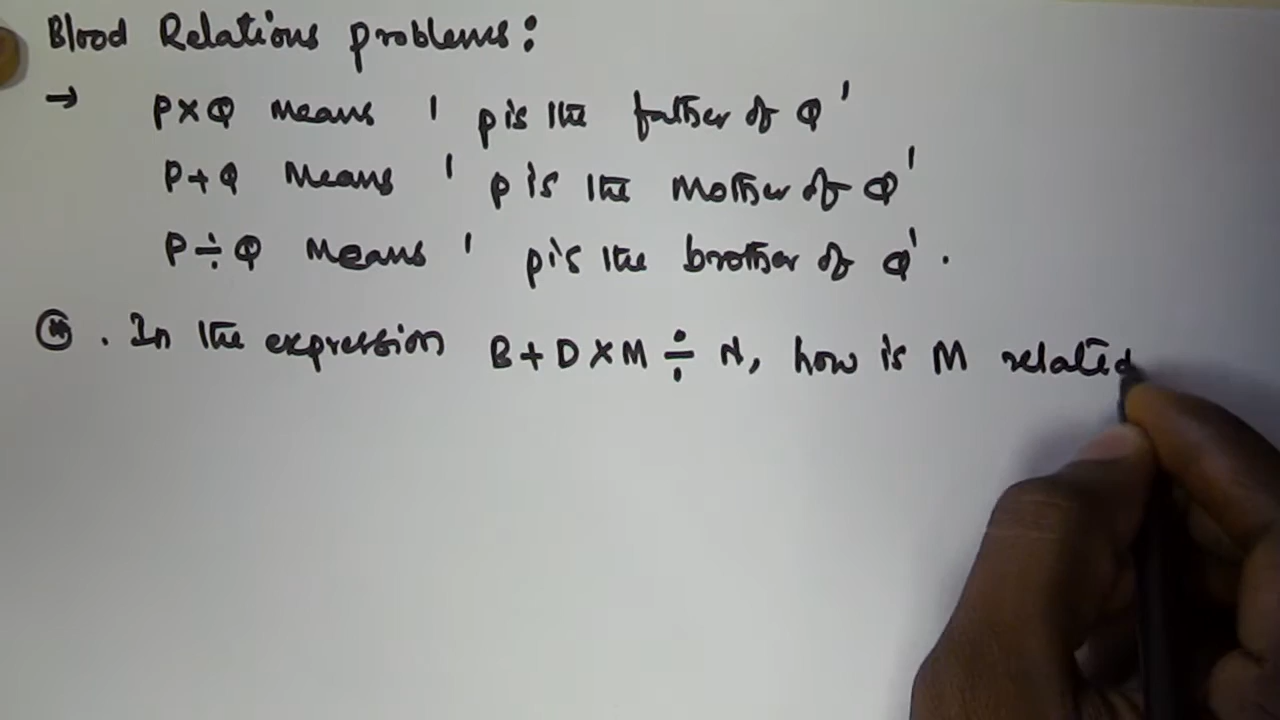 Blood Relations problems:
→ P×Q Means ' p is the father of Q'
P+Q Means ' p is the Mother of Q'
P÷Q Means ' p is the brother of Q'.
Q. In the expression B+D×M÷N, how is M related